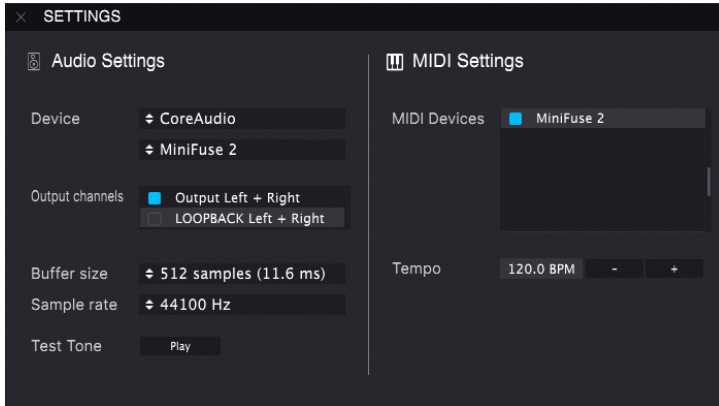 SETTINGS
Audio Settings
Device
CoreAudio
MiniFuse 2
Output channels
Output Left + Right
LOOPBACK Left + Right
Buffer size
512 samples (11.6 ms)
Sample rate
44100 Hz
Test Tone
Play
MIDI Settings
MIDI Devices
MiniFuse 2
Tempo
120.0 BPM
-
+